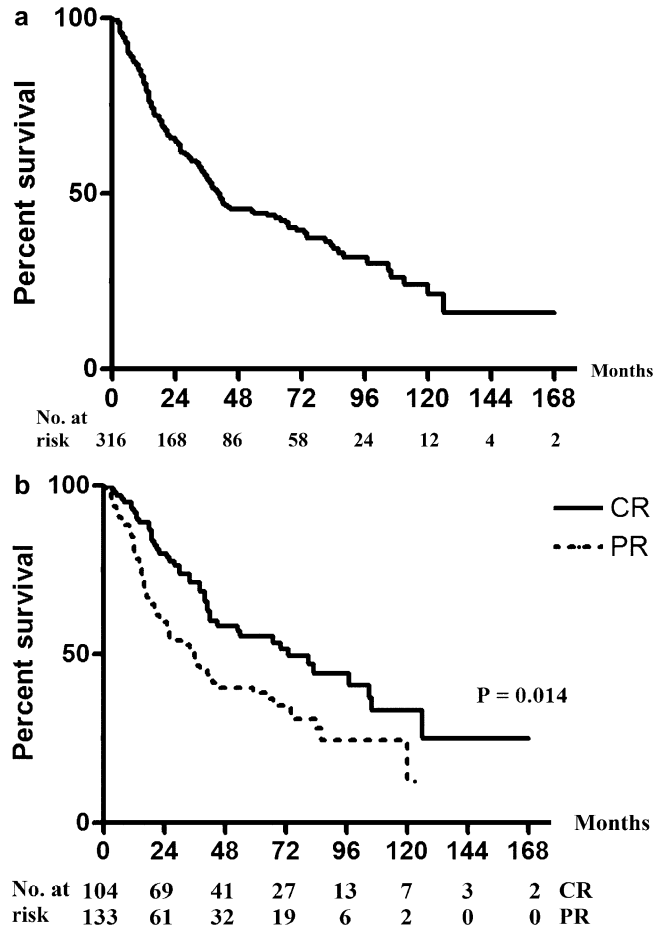 a
100
Percent survival
50
0
Months
0 24 48 72 96 120 144 168
No. at
risk 316 168 86 58 24 12 4 2
b
100
CR
PR
Percent survival
50
P = 0.014
0
Months
0 24 48 72 96 120 144 168
No. at 104 69 41 27 13 7 3 2 CR
risk 133 61 32 19 6 2 0 0 PR